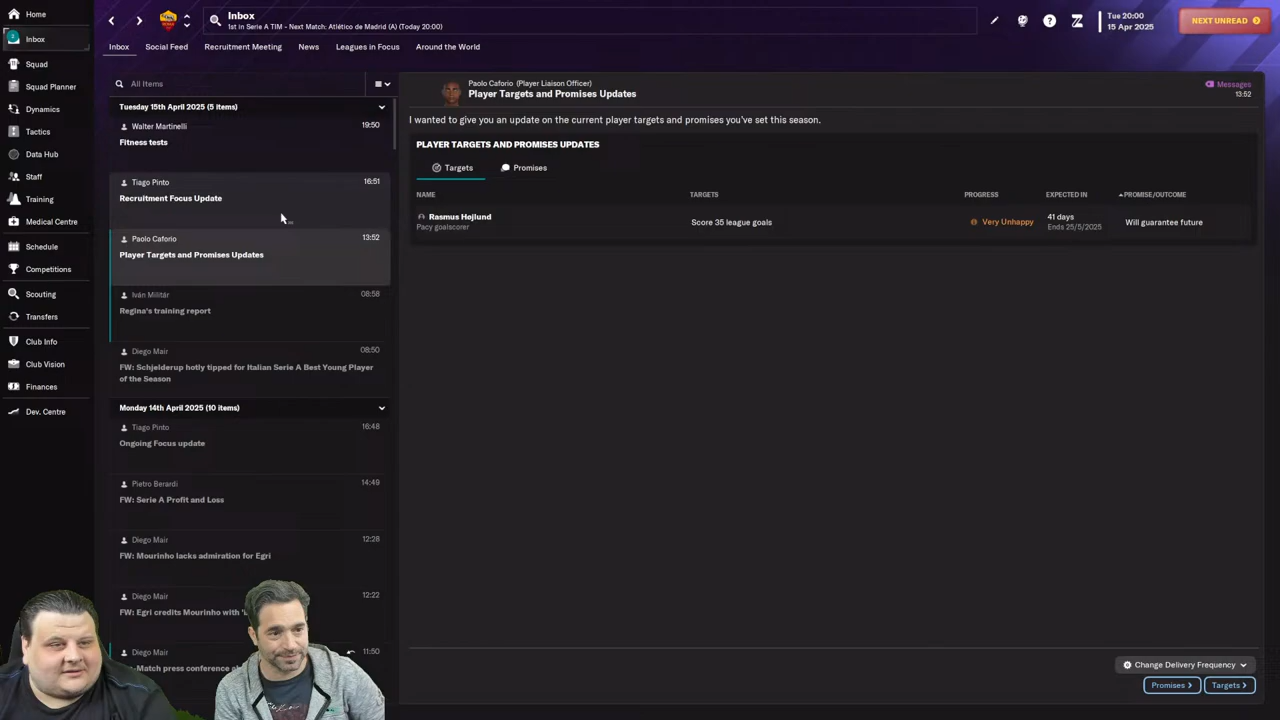 Home
Inbox
Squad
Squad Planner
Dynamics
Tactics
Data Hub
Staff
Training
Medical Centre
Schedule
Competitions
Scouting
Transfers
Club Info
Club Vision
Finances
Dev. Centre
Inbox
1st in Serie A TIM - Next Match: Atlético de Madrid (A) (Today 20:00)
Tue 20:00
15 Apr 2025
NEXT UNREAD
Inbox Social Feed Recruitment Meeting News Leagues in Focus Around the World
All Items
Tuesday 15th April 2025 (5 items)
Walter Martinelli 19:50
Fitness tests
Tiago Pinto 16:51
Recruitment Focus Update
Paolo Caforio 13:52
Player Targets and Promises Updates
Iván Militár 08:58
Regina's training report
Diego Mair 08:50
FW: Schjelderup hotly tipped for Italian Serie A Best Young Player
of the Season
Monday 14th April 2025 (10 items)
Tiago Pinto 16:48
Ongoing Focus update
Pietro Berardi 14:49
FW: Serie A Profit and Loss
Diego Mair 12:28
FW: Mourinho lacks admiration for Egri
Diego Mair 12:22
FW: Egri credits Mourinho with
Diego Mair 11:50
-Match press conference
Paolo Caforio (Player Liaison Officer)
Player Targets and Promises Updates
Messages
13:52
I wanted to give you an update on the current player targets and promises you've set this season.
PLAYER TARGETS AND PROMISES UPDATES
Targets Promises
NAME TARGETS PROGRESS EXPECTED IN PROMISE/OUTCOME
Rasmus Højlund
Pacy goalscorer
Score 35 league goals
Very Unhappy
41 days
Ends 25/5/2025
Will guarantee future
Change Delivery Frequency
Promises > Targets >